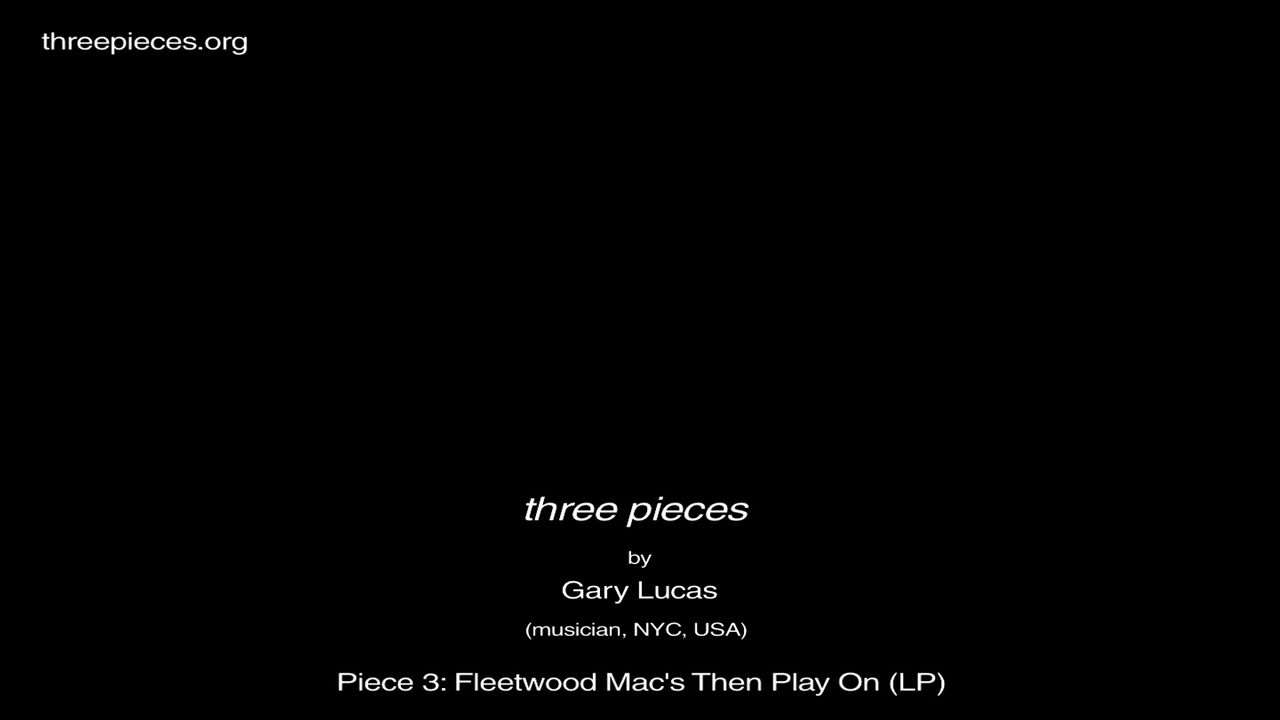 threepieces.org
three pieces
by
Gary Lucas
(musician, NYC, USA)
Piece 3: Fleetwood Mac's Then Play On (LP)